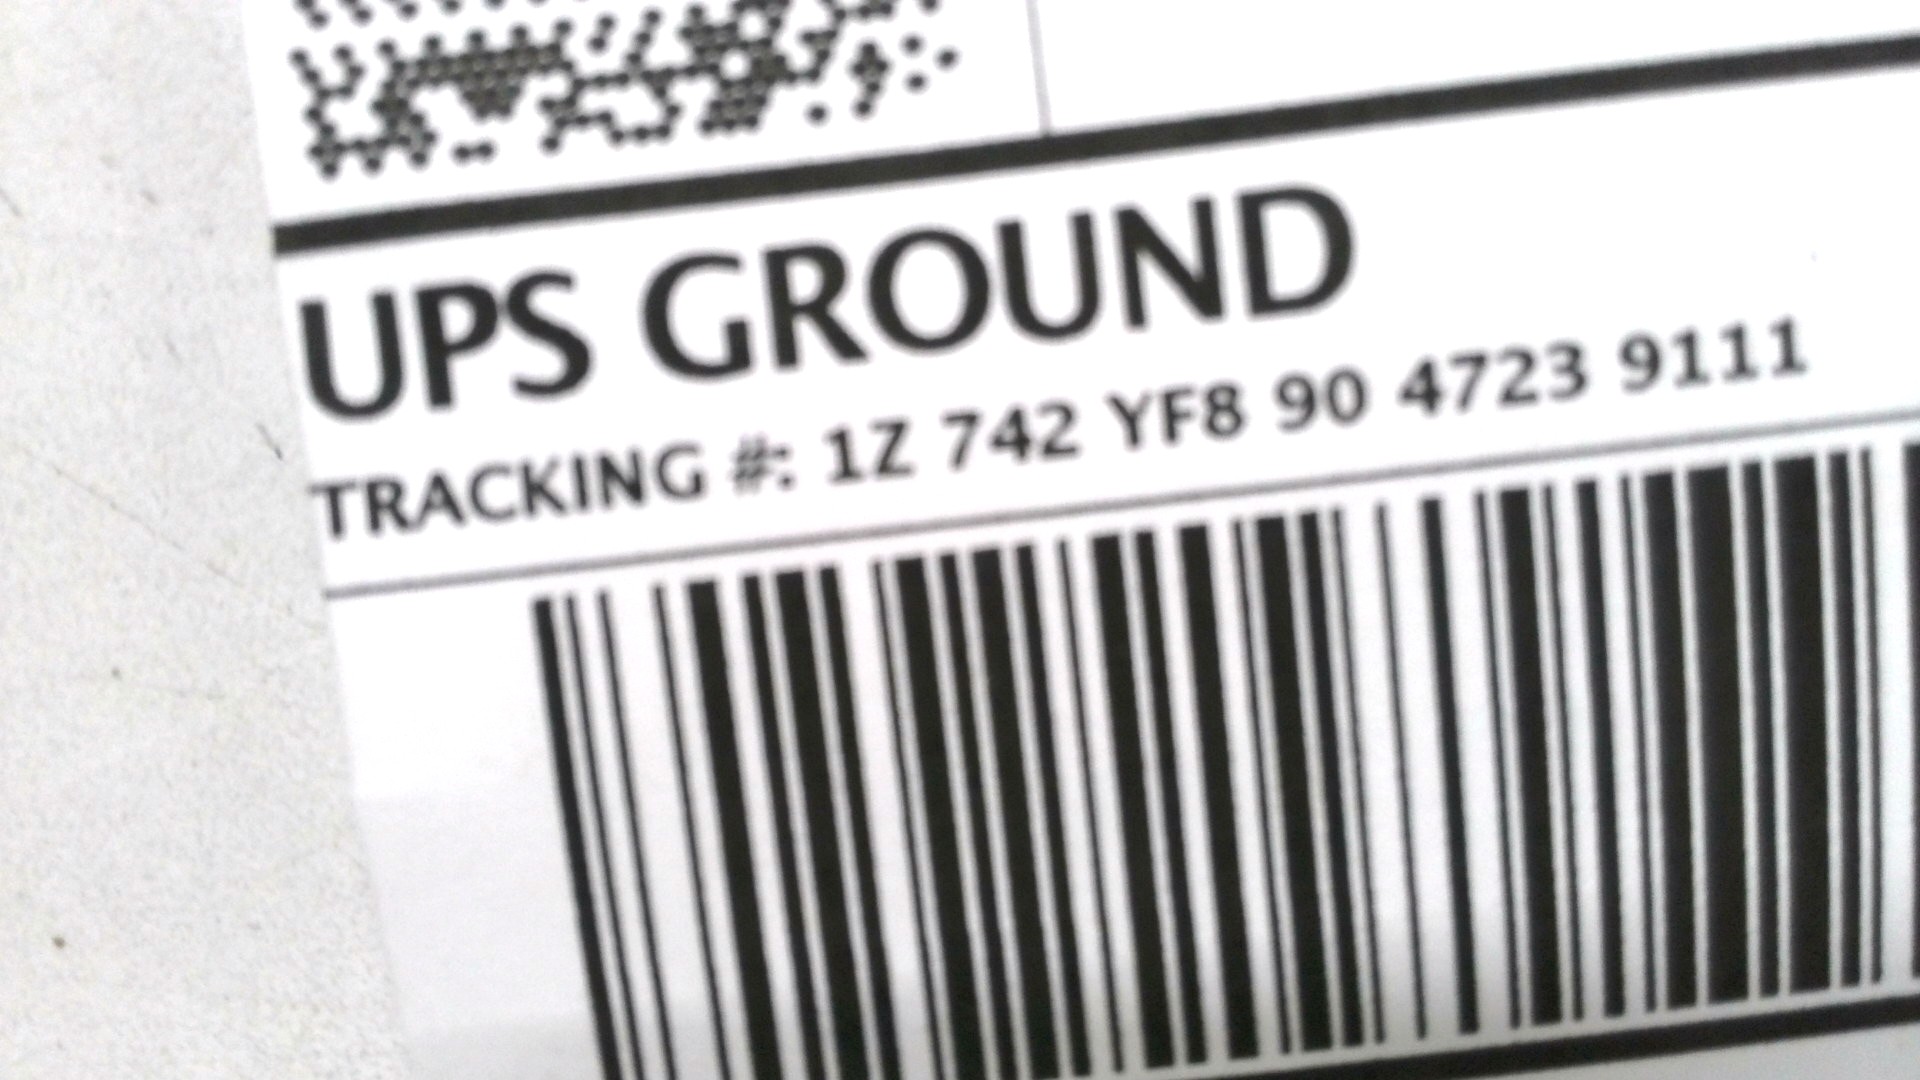 UPS GROUND
TRACKING #: 1Z 742 YF8 90 4723 9111